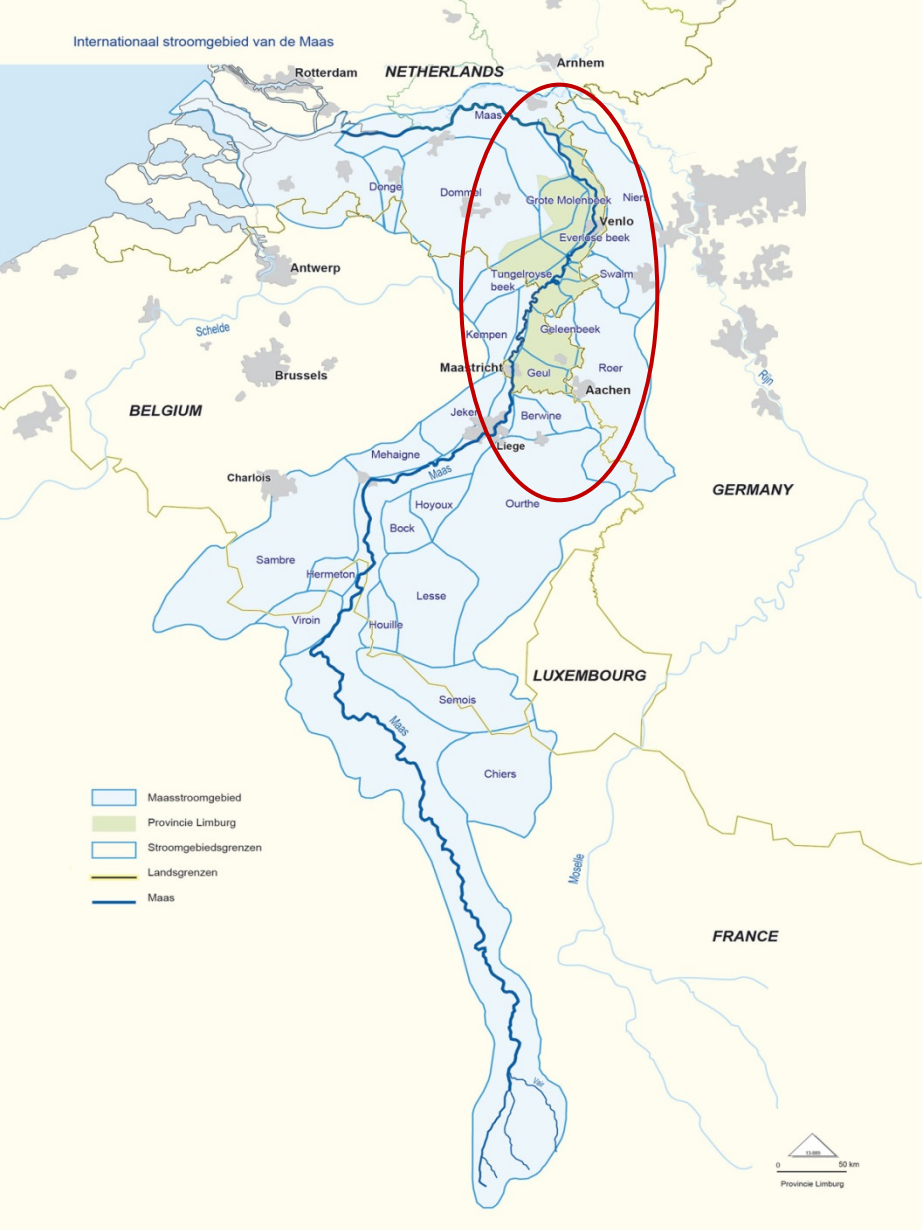 Internationaal stroomgebied van de Maas
Arnhem
Rotterdam
NETHERLANDS
Maas
Donge
Dommel
Grote Molenbeek
Niers
Venlo
Everlose beek
Antwerp
Tungelroyse
beek
Swalm
Schelde
Kempen
Geleenbeek
Maastricht
Geul
Roer
Rijn
Brussels
Aachen
BELGIUM
Jeker
Berwine
Liege
Mehaigne
Maas
Charlois
GERMANY
Hoyoux
Ourthe
Bock
Sambre
Hermeton
Lesse
Viroin
Houille
LUXEMBOURG
Semois
Maas
Chiers
Maasstroomgebied
Provincie Limburg
Stroomgebiedsgrenzen
Landsgrenzen
Maas
Moselle
FRANCE
Vair
0 50 km
Provincie Limburg